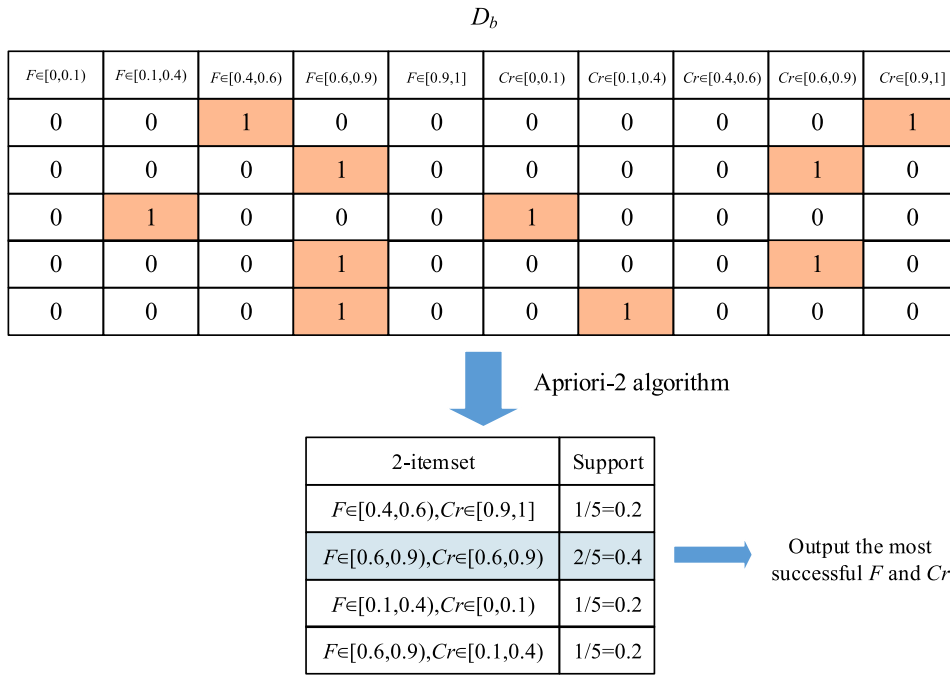 D_b
F∈[0,0.1) F∈[0.1,0.4) F∈[0.4,0.6) F∈[0.6,0.9) F∈[0.9,1] Cr∈[0,0.1) Cr∈[0.1,0.4) Cr∈[0.4,0.6) Cr∈[0.6,0.9) Cr∈[0.9,1]
0 0 1 0 0 0 0 0 0 1
0 0 0 1 0 0 0 0 1 0
0 1 0 0 0 1 0 0 0 0
0 0 0 1 0 0 0 0 1 0
0 0 0 1 0 0 1 0 0 0
Apriori-2 algorithm
2-itemset Support
F∈[0.4,0.6),Cr∈[0.9,1] 1/5=0.2
F∈[0.6,0.9),Cr∈[0.6,0.9) 2/5=0.4
F∈[0.1,0.4),Cr∈[0,0.1) 1/5=0.2
F∈[0.6,0.9),Cr∈[0.1,0.4) 1/5=0.2
Output the most
successful F and Cr